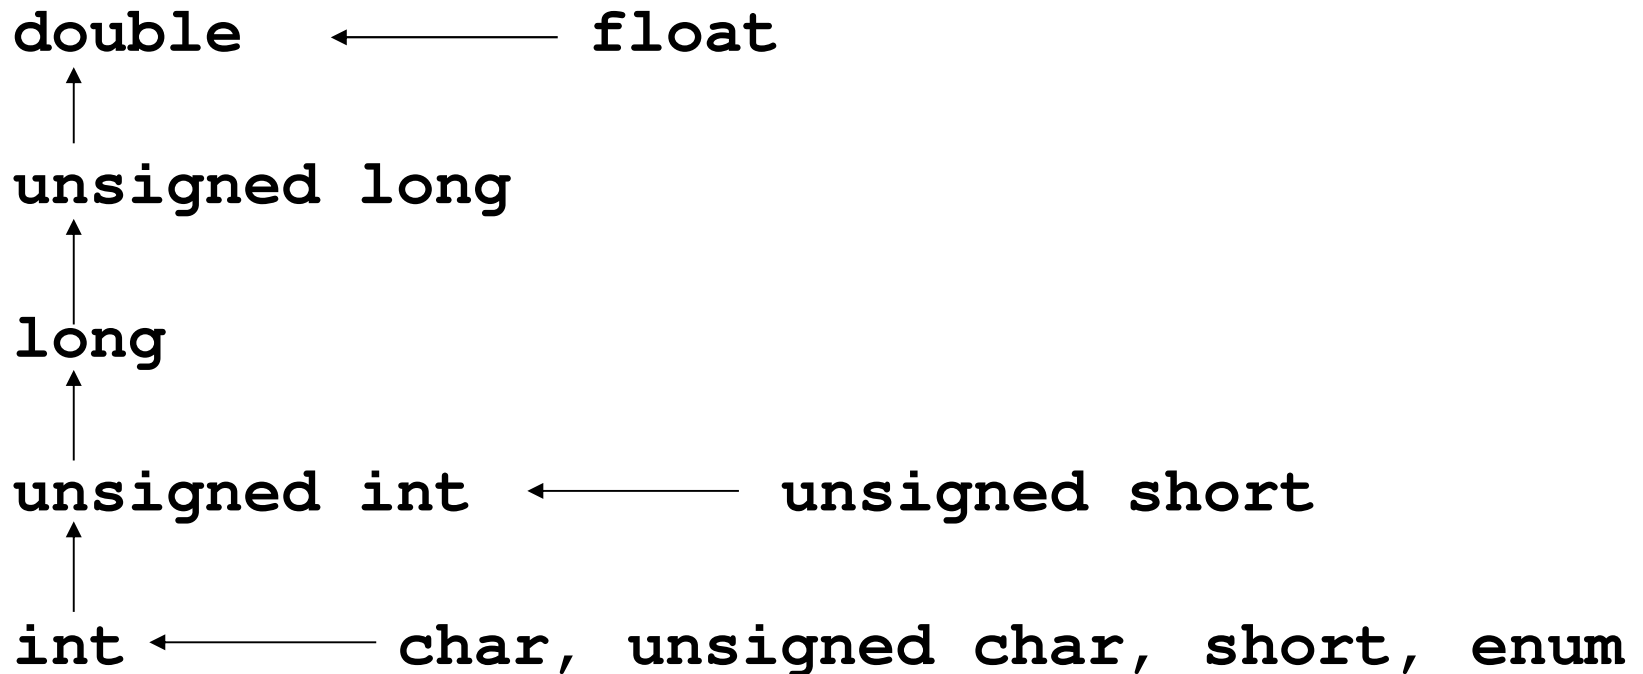 double float
unsigned long
long
unsigned int unsigned short
int char, unsigned char, short, enum